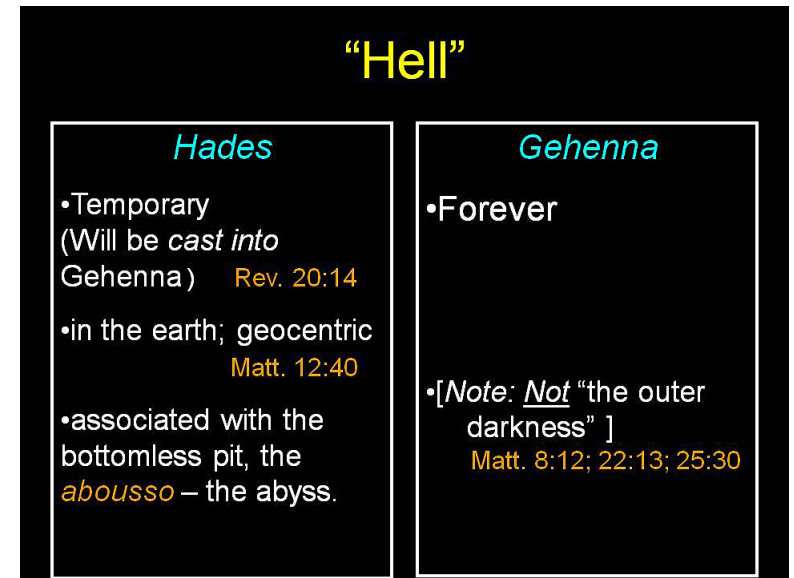 “Hell”
Hades
•Temporary
(Will be cast into
Gehenna) Rev. 20:14
•in the earth; geocentric
Matt. 12:40
•associated with the
bottomless pit, the
abousso – the abyss.
Gehenna
•Forever
•[Note: Not “the outer
darkness” ]
Matt. 8:12; 22:13; 25:30